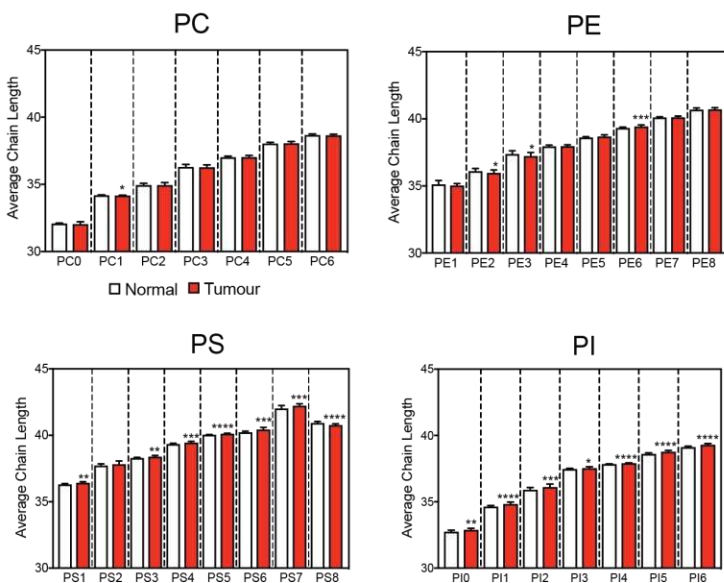 PC
Average Chain Length
45
40
35
30
*
PC0 PC1 PC2 PC3 PC4 PC5 PC6
Normal Tumour
PE
Average Chain Length
45
40
35
30
* * ***
PE1 PE2 PE3 PE4 PE5 PE6 PE7 PE8
PS
Average Chain Length
45
40
35
30
** ** *** **** *** *** ****
PS1 PS2 PS3 PS4 PS5 PS6 PS7 PS8
PI
Average Chain Length
45
40
35
30
** **** *** * **** **** ****
PI0 PI1 PI2 PI3 PI4 PI5 PI6